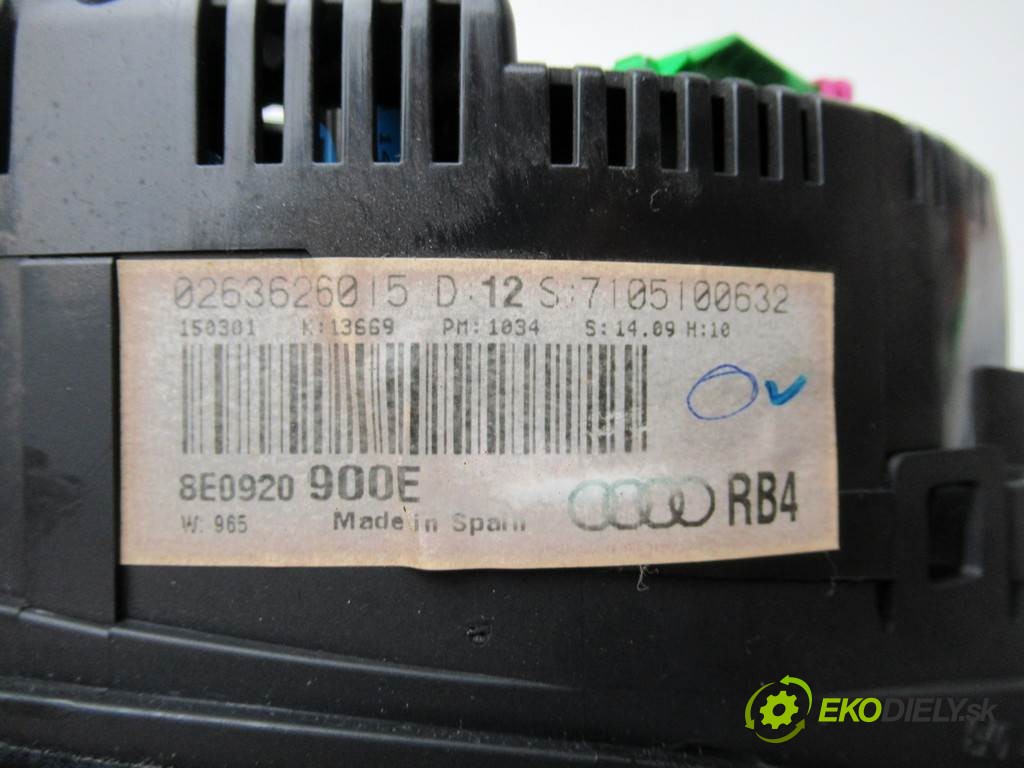 0263626015 D:12 S:7105100632
150301 K:13669 PM:1034 S:14.09 H:10
8E0920 900E RB4
W: 965 Made in Spain
EKODIELY.sk